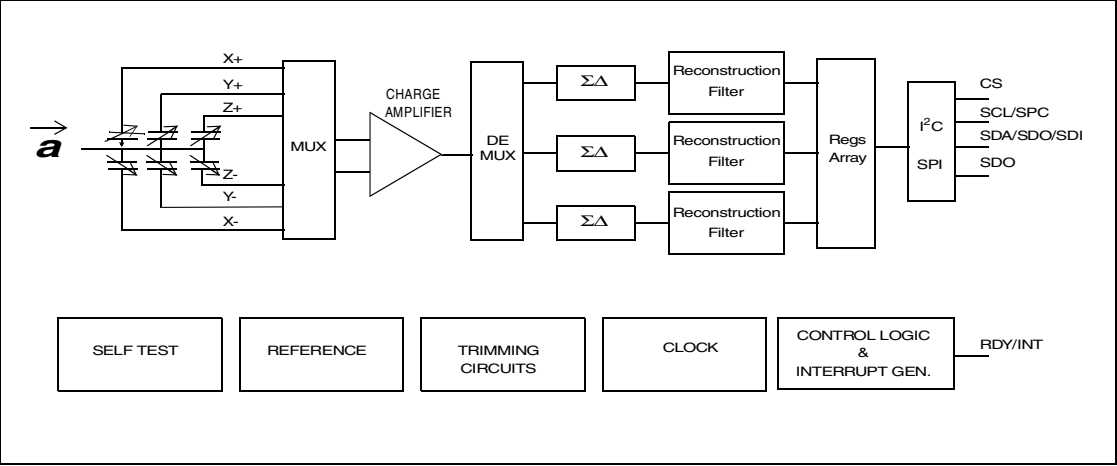 X+
Y+
Z+
a
Z-
Y-
X-
MUX
CHARGE
AMPLIFIER
DE
MUX
ΣΔ
ΣΔ
ΣΔ
Reconstruction
Filter
Reconstruction
Filter
Reconstruction
Filter
Regs
Array
I²C
SPI
CS
SCL/SPC
SDA/SDO/SDI
SDO
SELF TEST
REFERENCE
TRIMMING
CIRCUITS
CLOCK
CONTROL LOGIC
&
INTERRUPT GEN.
RDY/INT